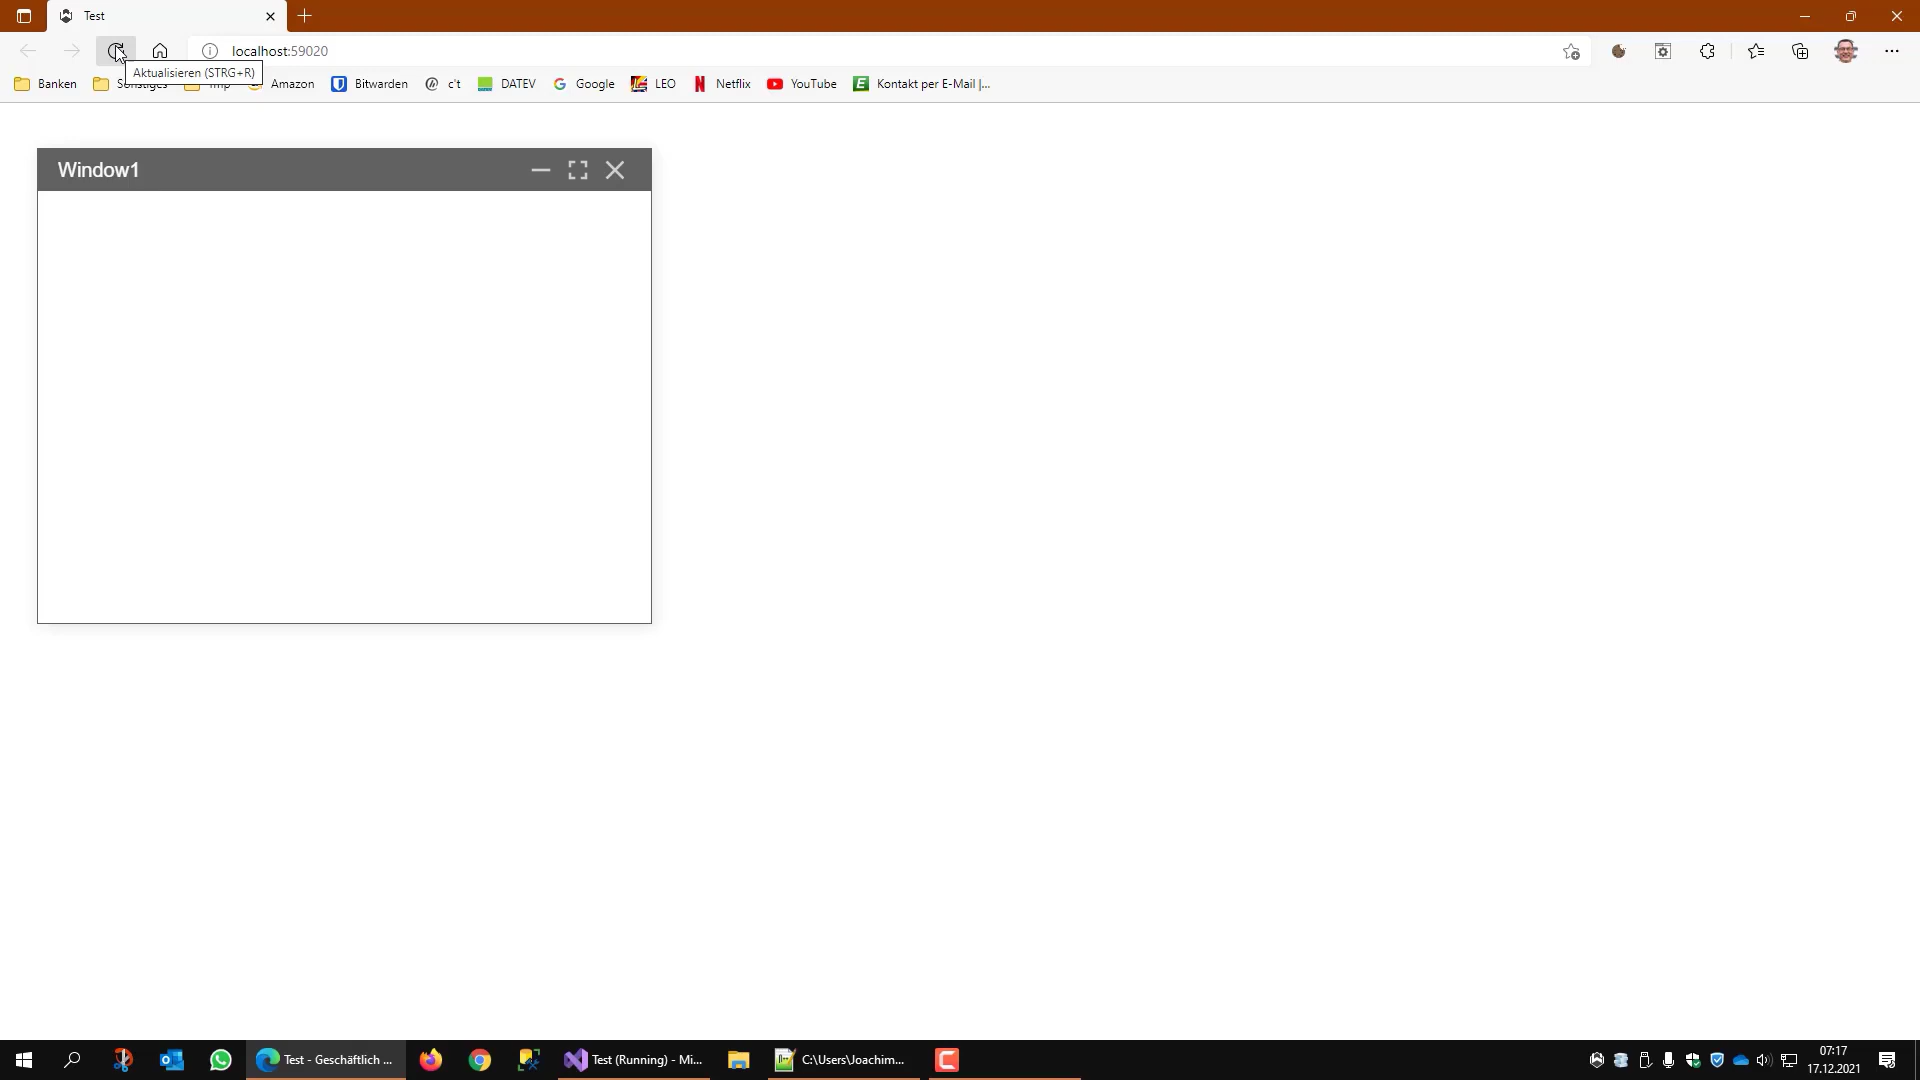 Test
localhost:59020
Aktualisieren (STRG+R)
Banken
Amazon
Bitwarden
c't
DATEV
Google
LEO
Netflix
YouTube
Kontakt per E-Mail |...
Window1
Test - Geschäftlich ...
Test (Running) - Mi...
C:\Users\Joachim...
07:17
17.12.2021